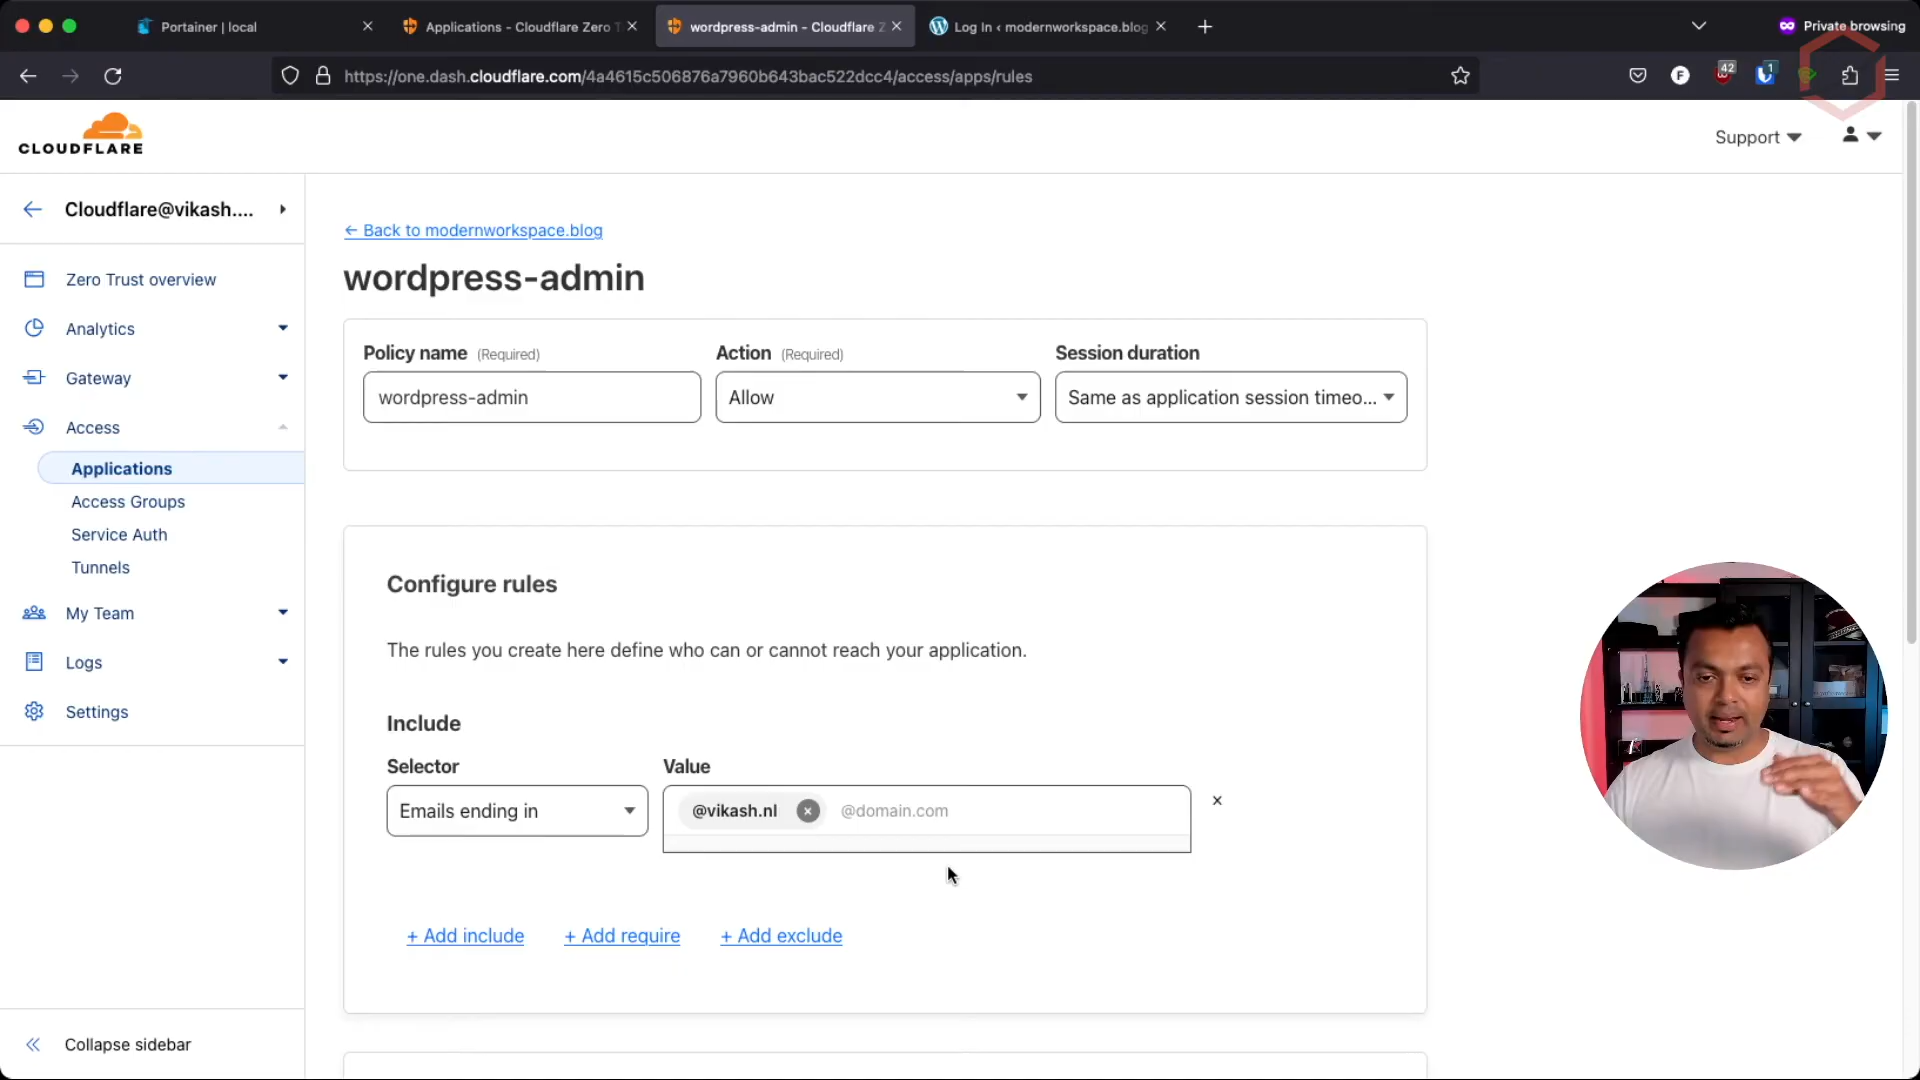 Portainer | local
Applications - Cloudflare Zero T
wordpress-admin - Cloudflare Z
Log In ‹ modernworkspace.blog
Private browsing
https://one.dash.cloudflare.com/4a4615c506876a7960b643bac522dcc4/access/apps/rules
F
42
1
CLOUDFLARE
Support
Cloudflare@vikash....
Zero Trust overview
Analytics
Gateway
Access
Applications
Access Groups
Service Auth
Tunnels
My Team
Logs
Settings
Collapse sidebar
← Back to modernworkspace.blog
wordpress-admin
Policy name (Required)
Action (Required)
Session duration
wordpress-admin
Allow
Same as application session timeo...
Configure rules
The rules you create here define who can or cannot reach your application.
Include
Selector
Value
Emails ending in
@vikash.nl
@domain.com
+ Add include
+ Add require
+ Add exclude